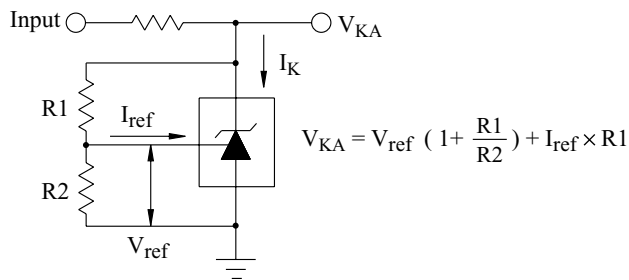 Input
V_KA
I_K
R1
I_ref
V_KA = V_ref ( 1+ R1/R2 ) + I_ref × R1
R2
V_ref